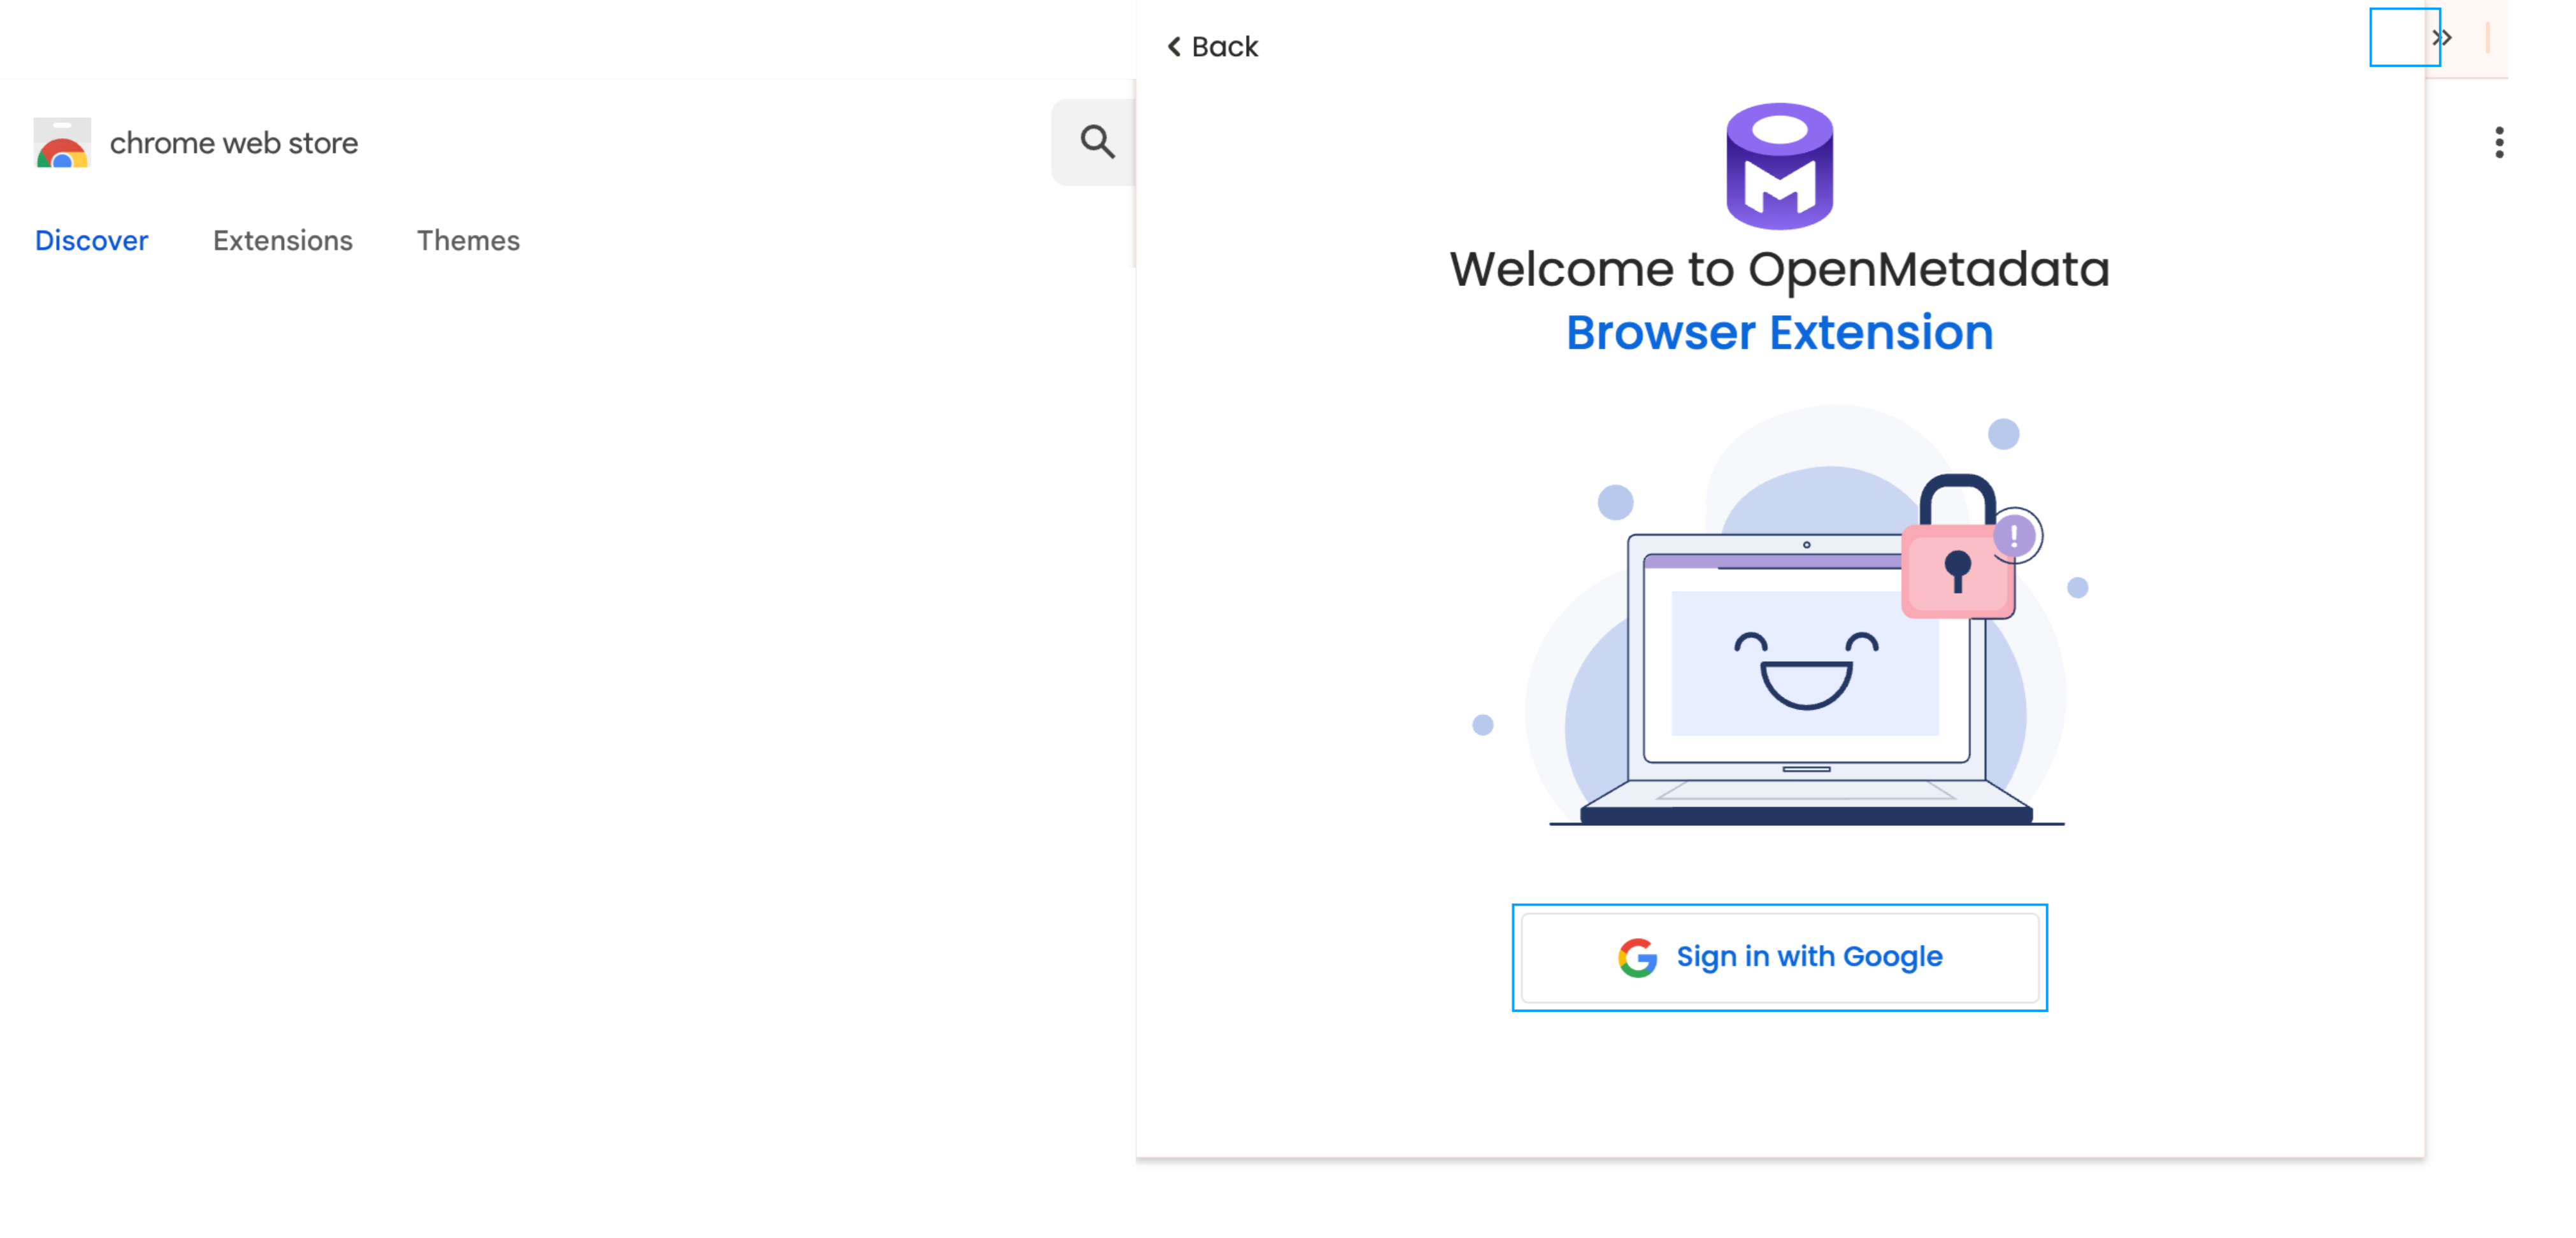 Back
chrome web store
Discover Extensions Themes
Welcome to OpenMetadata
Browser Extension
Sign in with Google